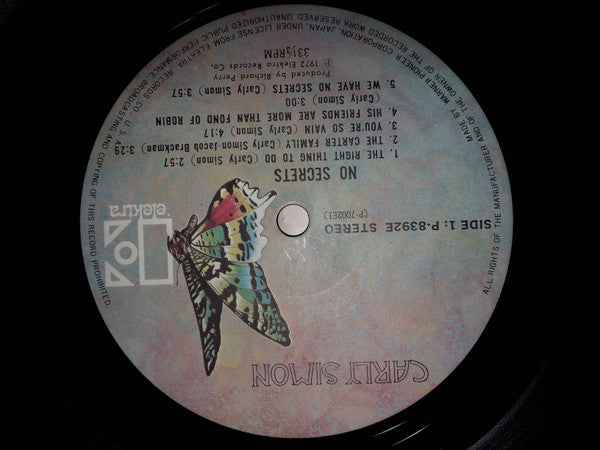 CARLY SIMON
elektra
SIDE 1: P-8392E STEREO
(P-7002E1)
NO SECRETS
1. THE RIGHT THING TO DO (Carly Simon) 2:57
2. THE CARTER FAMILY (Carly Simon-Jacob Brackman) 3:29
3. YOU'RE SO VAIN (Carly Simon) 4:17
4. HIS FRIENDS ARE MORE THAN FOND OF ROBIN
(Carly Simon) 3:00
5. WE HAVE NO SECRETS (Carly Simon) 3:57
Produced by Richard Perry
℗ 1972 Elektra Records Co.
33⅓RPM
MADE BY WARNER-PIONEER CORPORATION, JAPAN, UNDER LICENSE FROM ELEKTRA RECORDS CO., U.S.A.
ALL RIGHTS OF THE MANUFACTURER AND OF THE OWNER OF THE RECORDED WORK RESERVED. UNAUTHORIZED PUBLIC PERFORMANCE, BROADCASTING AND COPYING OF THIS RECORD PROHIBITED.